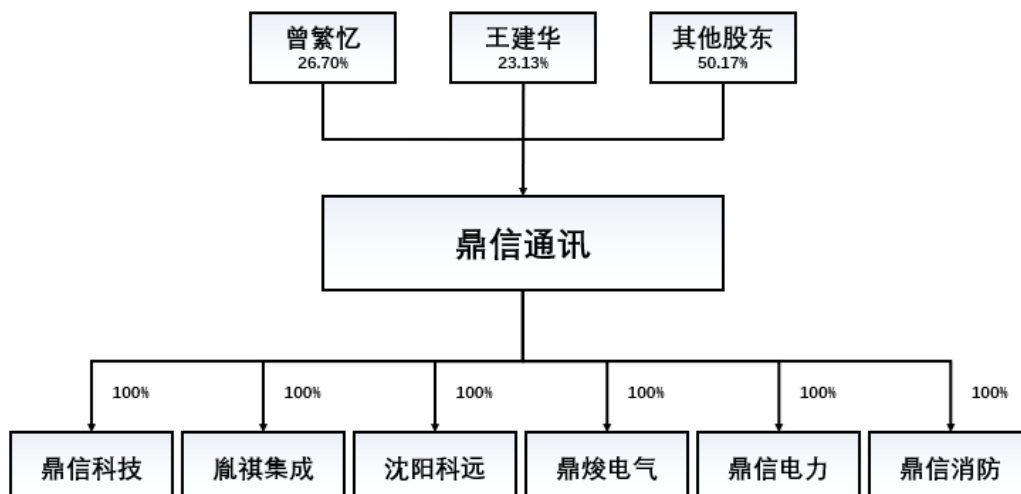 曾繁忆
26.70%
王建华
23.13%
其他股东
50.17%
鼎信通讯
100%
100%
100%
100%
100%
100%
鼎信科技
胤祺集成
沈阳科远
鼎焌电气
鼎信电力
鼎信消防